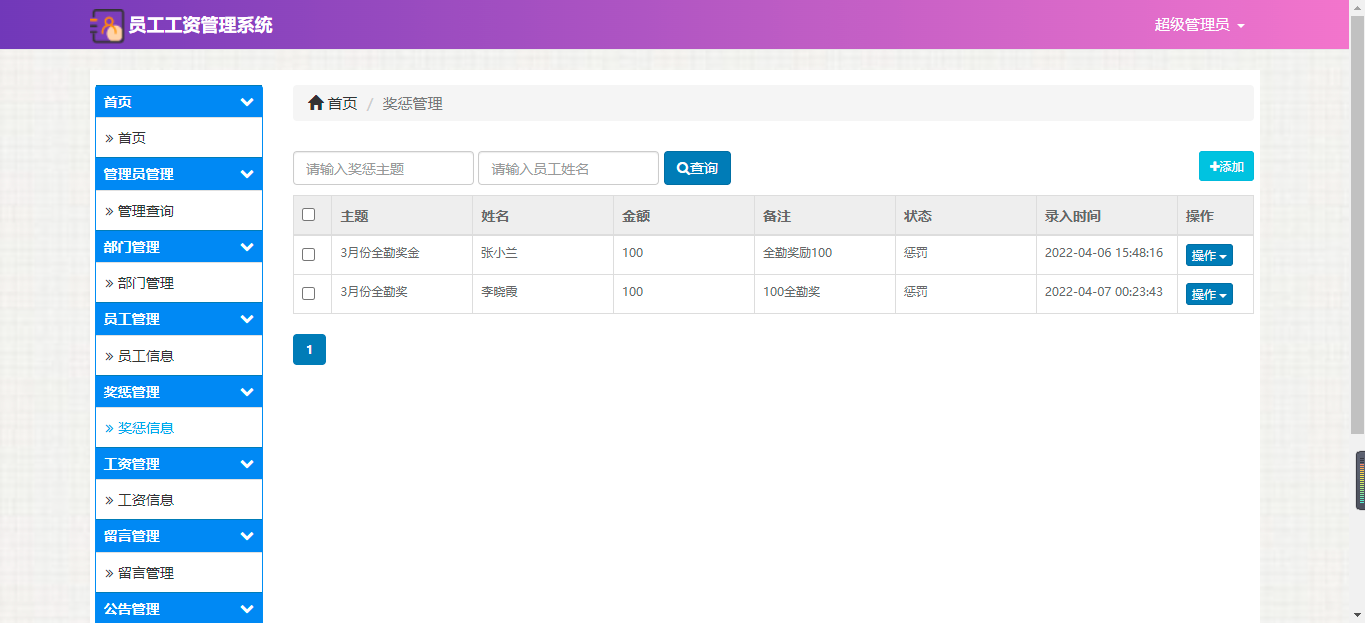 员工工资管理系统
超级管理员
首页
首页
管理员管理
管理查询
部门管理
部门管理
员工管理
员工信息
奖惩管理
奖惩信息
工资管理
工资信息
留言管理
留言管理
公告管理
首页 / 奖惩管理
请输入奖惩主题 请输入员工姓名 查询 添加
主题 姓名 金额 备注 状态 录入时间 操作
3月份全勤奖金 张小兰 100 全勤奖励100 惩罚 2022-04-06 15:48:16 操作
3月份全勤奖 李晓霞 100 100全勤奖 惩罚 2022-04-07 00:23:43 操作
1